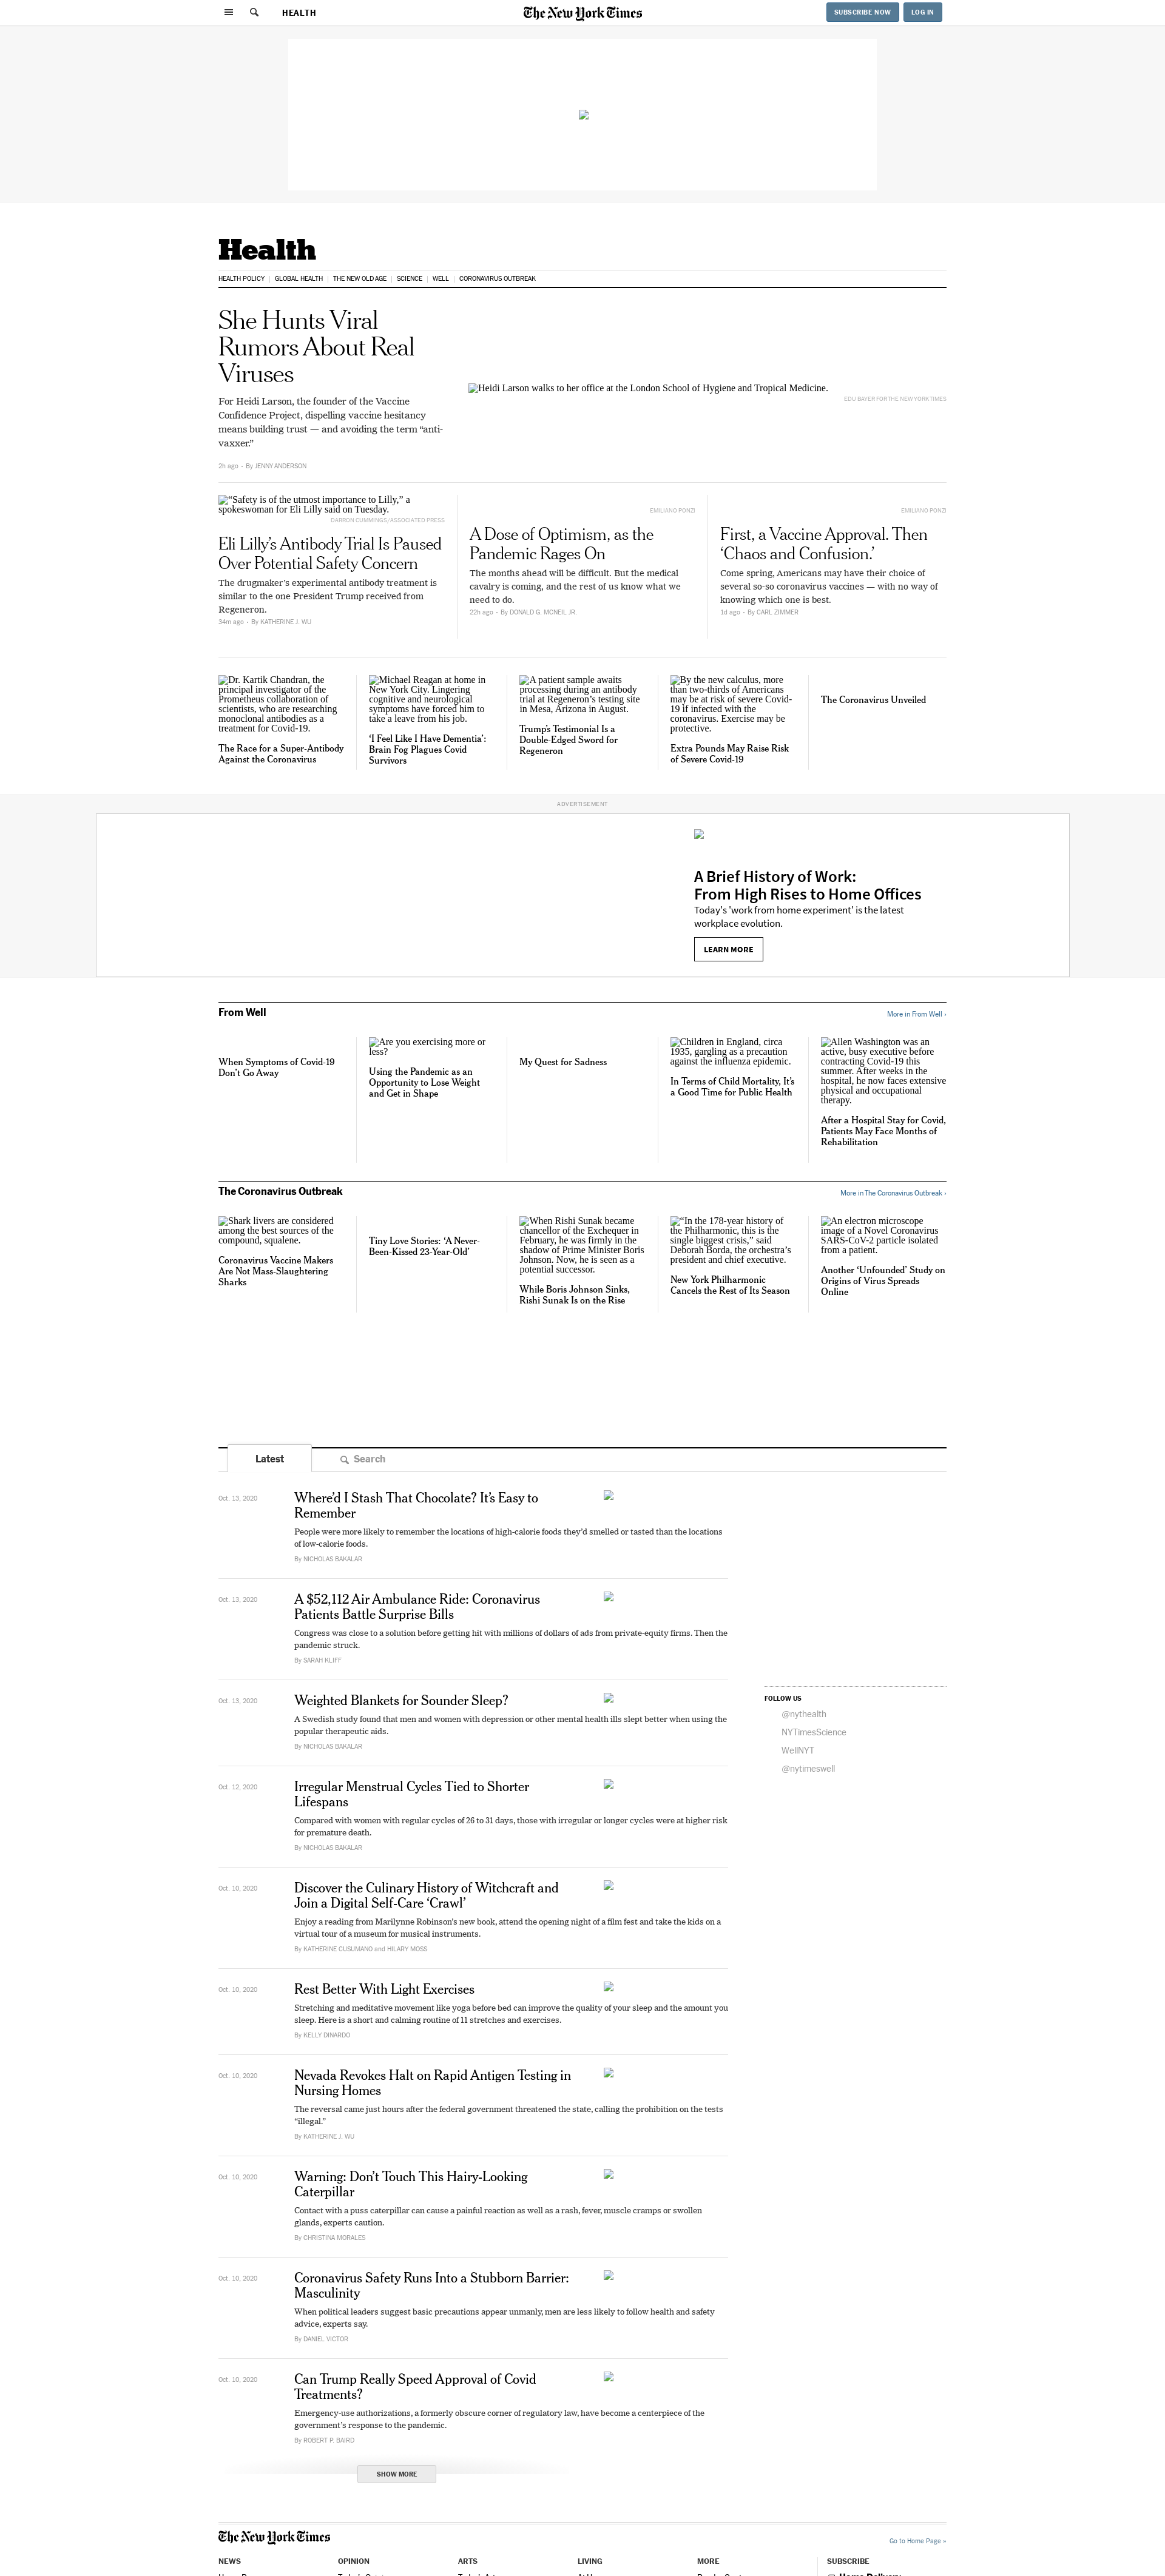 HEALTH
The New York Times
SUBSCRIBE NOW
LOG IN
Health
HEALTH POLICY | GLOBAL HEALTH | THE NEW OLD AGE | SCIENCE | WELL | CORONAVIRUS OUTBREAK
She Hunts Viral
Rumors About Real
Viruses
For Heidi Larson, the founder of the Vaccine
Confidence Project, dispelling vaccine hesitancy
means building trust — and avoiding the term “anti-
vaxxer.”
2h ago - By JENNY ANDERSON
Heidi Larson walks to her office at the London School of Hygiene and Tropical Medicine.
EDU BAYER FOR THE NEW YORK TIMES
“Safety is of the utmost importance to Lilly,” a
spokeswoman for Eli Lilly said on Tuesday.
DARRON CUMMINGS/ASSOCIATED PRESS
Eli Lilly’s Antibody Trial Is Paused
Over Potential Safety Concern
The drugmaker’s experimental antibody treatment is
similar to the one President Trump received from
Regeneron.
34m ago - By KATHERINE J. WU
EMILIANO PONZI
A Dose of Optimism, as the
Pandemic Rages On
The months ahead will be difficult. But the medical
cavalry is coming, and the rest of us know what we
need to do.
22h ago - By DONALD G. MCNEIL JR.
EMILIANO PONZI
First, a Vaccine Approval. Then
‘Chaos and Confusion.’
Come spring, Americans may have their choice of
several so-so coronavirus vaccines — with no way of
knowing which one is best.
1d ago - By CARL ZIMMER
Dr. Kartik Chandran, the
principal investigator of the
Prometheus collaboration of
scientists, who are researching
monoclonal antibodies as a
treatment for Covid-19.
The Race for a Super-Antibody
Against the Coronavirus
Michael Reagan at home in
New York City. Lingering
cognitive and neurological
symptoms have forced him to
take a leave from his job.
‘I Feel Like I Have Dementia’:
Brain Fog Plagues Covid
Survivors
A patient sample awaits
processing during an antibody
trial at Regeneron’s testing site
in Mesa, Arizona in August.
Trump’s Testimonial Is a
Double-Edged Sword for
Regeneron
By the new calculus, more
than two-thirds of Americans
may be at risk of severe Covid-
19 if infected with the
coronavirus. Exercise may be
protective.
Extra Pounds May Raise Risk
of Severe Covid-19
The Coronavirus Unveiled
ADVERTISEMENT
A Brief History of Work:
From High Rises to Home Offices
Today's 'work from home experiment' is the latest
workplace evolution.
LEARN MORE
From Well
More in From Well ›
When Symptoms of Covid-19
Don’t Go Away
Are you exercising more or
less?
Using the Pandemic as an
Opportunity to Lose Weight
and Get in Shape
My Quest for Sadness
Children in England, circa
1935, gargling as a precaution
against the influenza epidemic.
In Terms of Child Mortality, It’s
a Good Time for Public Health
Allen Washington was an
active, busy executive before
contracting Covid-19 this
summer. After weeks in the
hospital, he now faces extensive
physical and occupational
therapy.
After a Hospital Stay for Covid,
Patients May Face Months of
Rehabilitation
The Coronavirus Outbreak
More in The Coronavirus Outbreak ›
Shark livers are considered
among the best sources of the
compound, squalene.
Coronavirus Vaccine Makers
Are Not Mass-Slaughtering
Sharks
Tiny Love Stories: ‘A Never-
Been-Kissed 23-Year-Old’
When Rishi Sunak became
chancellor of the Exchequer in
February, he was firmly in the
shadow of Prime Minister Boris
Johnson. Now, he is seen as a
potential successor.
While Boris Johnson Sinks,
Rishi Sunak Is on the Rise
“In the 178-year history of
the Philharmonic, this is the
single biggest crisis,” said
Deborah Borda, the orchestra’s
president and chief executive.
New York Philharmonic
Cancels the Rest of Its Season
An electron microscope
image of a Novel Coronavirus
SARS-CoV-2 particle isolated
from a patient.
Another ‘Unfounded’ Study on
Origins of Virus Spreads
Online
Latest
Search
Oct. 13, 2020
Where’d I Stash That Chocolate? It’s Easy to
Remember
People were more likely to remember the locations of high-calorie foods they’d smelled or tasted than the locations
of low-calorie foods.
By NICHOLAS BAKALAR
Oct. 13, 2020
A $52,112 Air Ambulance Ride: Coronavirus
Patients Battle Surprise Bills
Congress was close to a solution before getting hit with millions of dollars of ads from private-equity firms. Then the
pandemic struck.
By SARAH KLIFF
Oct. 13, 2020
Weighted Blankets for Sounder Sleep?
A Swedish study found that men and women with depression or other mental health ills slept better when using the
popular therapeutic aids.
By NICHOLAS BAKALAR
FOLLOW US
@nythealth
NYTimesScience
WellNYT
@nytimeswell
Oct. 12, 2020
Irregular Menstrual Cycles Tied to Shorter
Lifespans
Compared with women with regular cycles of 26 to 31 days, those with irregular or longer cycles were at higher risk
for premature death.
By NICHOLAS BAKALAR
Oct. 10, 2020
Discover the Culinary History of Witchcraft and
Join a Digital Self-Care ‘Crawl’
Enjoy a reading from Marilynne Robinson’s new book, attend the opening night of a film fest and take the kids on a
virtual tour of a museum for musical instruments.
By KATHERINE CUSUMANO and HILARY MOSS
Oct. 10, 2020
Rest Better With Light Exercises
Stretching and meditative movement like yoga before bed can improve the quality of your sleep and the amount you
sleep. Here is a short and calming routine of 11 stretches and exercises.
By KELLY DINARDO
Oct. 10, 2020
Nevada Revokes Halt on Rapid Antigen Testing in
Nursing Homes
The reversal came just hours after the federal government threatened the state, calling the prohibition on the tests
“illegal.”
By KATHERINE J. WU
Oct. 10, 2020
Warning: Don’t Touch This Hairy-Looking
Caterpillar
Contact with a puss caterpillar can cause a painful reaction as well as a rash, fever, muscle cramps or swollen
glands, experts caution.
By CHRISTINA MORALES
Oct. 10, 2020
Coronavirus Safety Runs Into a Stubborn Barrier:
Masculinity
When political leaders suggest basic precautions appear unmanly, men are less likely to follow health and safety
advice, experts say.
By DANIEL VICTOR
Oct. 10, 2020
Can Trump Really Speed Approval of Covid
Treatments?
Emergency-use authorizations, a formerly obscure corner of regulatory law, have become a centerpiece of the
government’s response to the pandemic.
By ROBERT P. BAIRD
SHOW MORE
The New York Times
Go to Home Page »
NEWS
OPINION
ARTS
LIVING
MORE
SUBSCRIBE